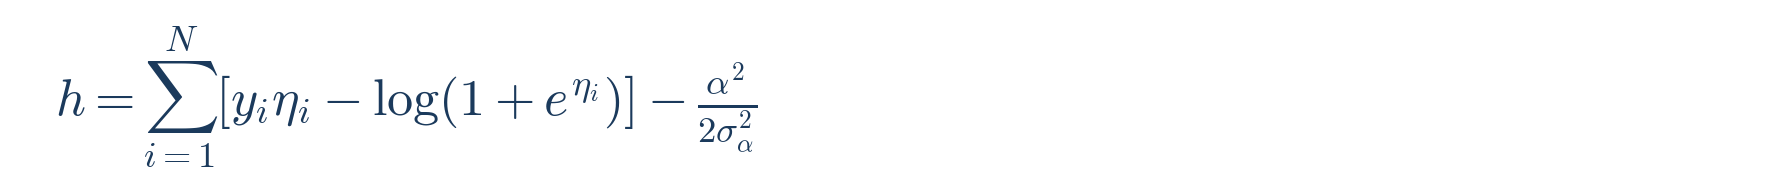 h = \sum_{i=1}^{N} [y_i \eta_i - \log(1 + e^{\eta_i})] - \frac{\alpha^2}{2\sigma_\alpha^2}